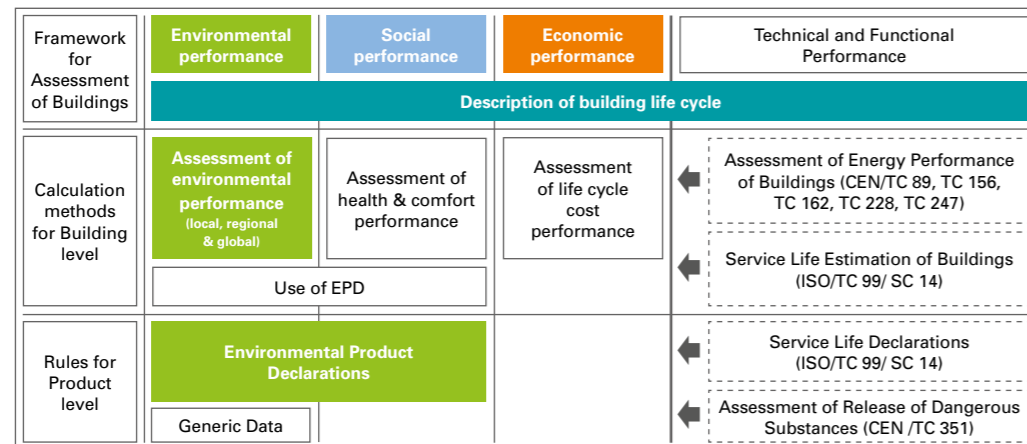 Framework
for
Assessment
of Buildings
Environmental
performance
Social
performance
Economic
performance
Technical and Functional
Performance
Description of building life cycle
Calculation
methods
for Building
level
Assessment of
environmental
performance
(local, regional
& global)
Assessment of
health & comfort
performance
Assessment
of life cycle
cost
performance
Assessment of Energy Performance
of Buildings (CEN/TC 89, TC 156,
TC 162, TC 228, TC 247)
Use of EPD
Service Life Estimation of Buildings
(ISO/TC 99/ SC 14)
Rules for
Product
level
Environmental Product
Declarations
Service Life Declarations
(ISO/TC 99/ SC 14)
Generic Data
Assessment of Release of Dangerous
Substances (CEN /TC 351)